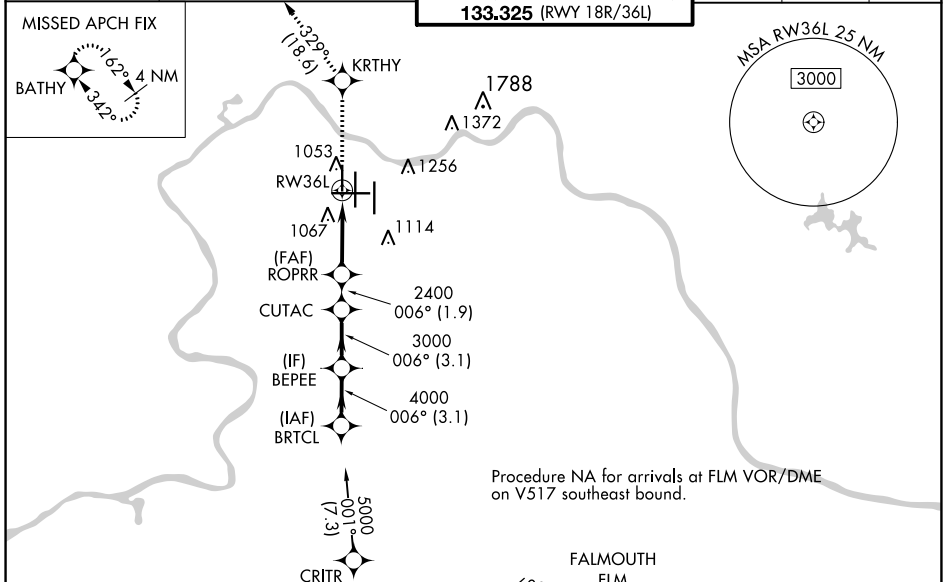 133.325 (RWY 18R/36L)
MISSED APCH FIX
BATHY
162°
4 NM
342°
329°
(18.6)
KRTHY
1788
1372
1053
1256
RW36L
1067
1114
MSA RW36L 25 NM
3000
(FAF)
ROPRR
2400
006° (1.9)
CUTAC
3000
006° (3.1)
(IF)
BEPEE
4000
006° (3.1)
(IAF)
BRTCL
Procedure NA for arrivals at FLM VOR/DME
on V517 southeast bound.
5000
001°
(7.3)
CRITR
FALMOUTH
FLM